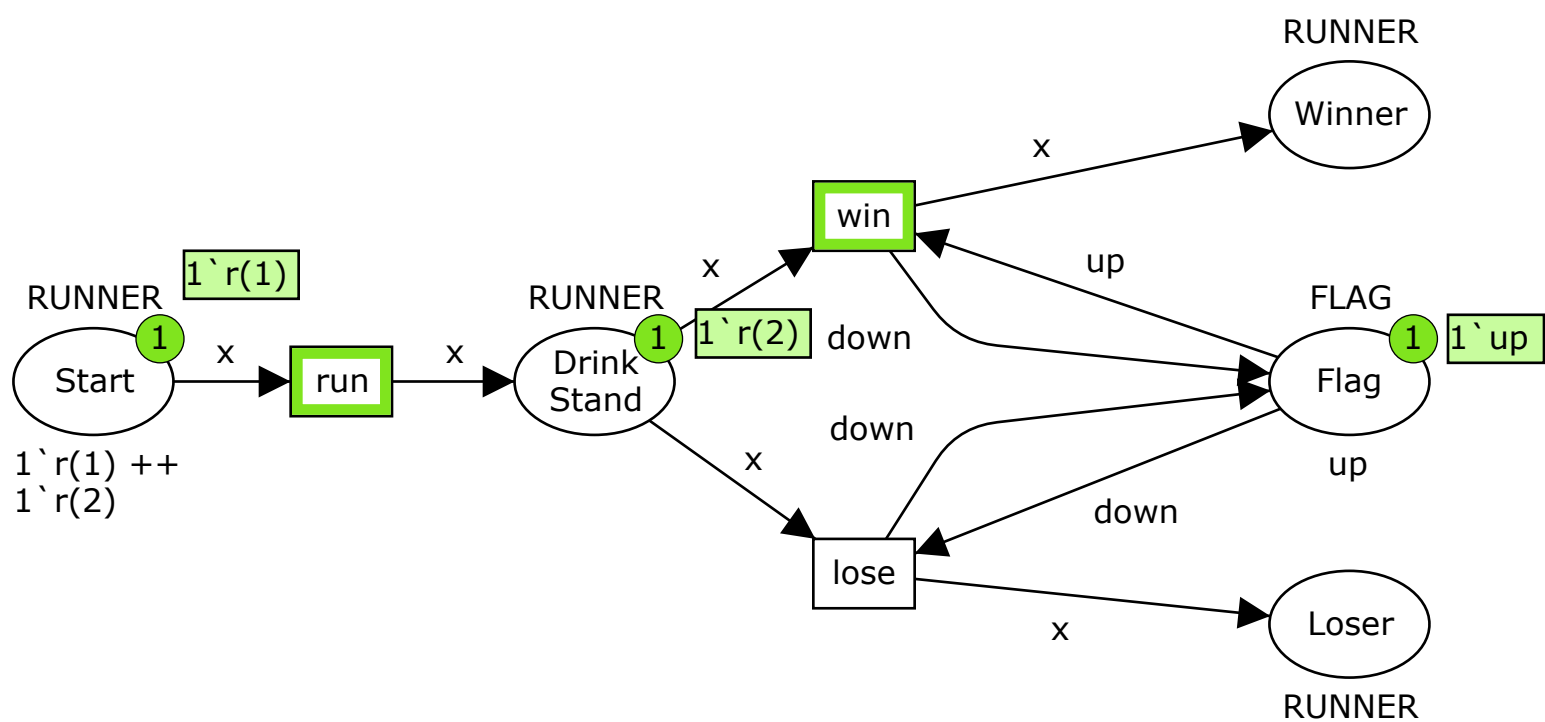 RUNNER
Winner
x
win
up
x
1`r(1)
RUNNER
1
x
Start
run
x
RUNNER
1
1`r(2)
Drink
Stand
down
FLAG
1
1`up
Flag
up
down
1`r(1) ++
1`r(2)
x
down
lose
x
Loser
RUNNER